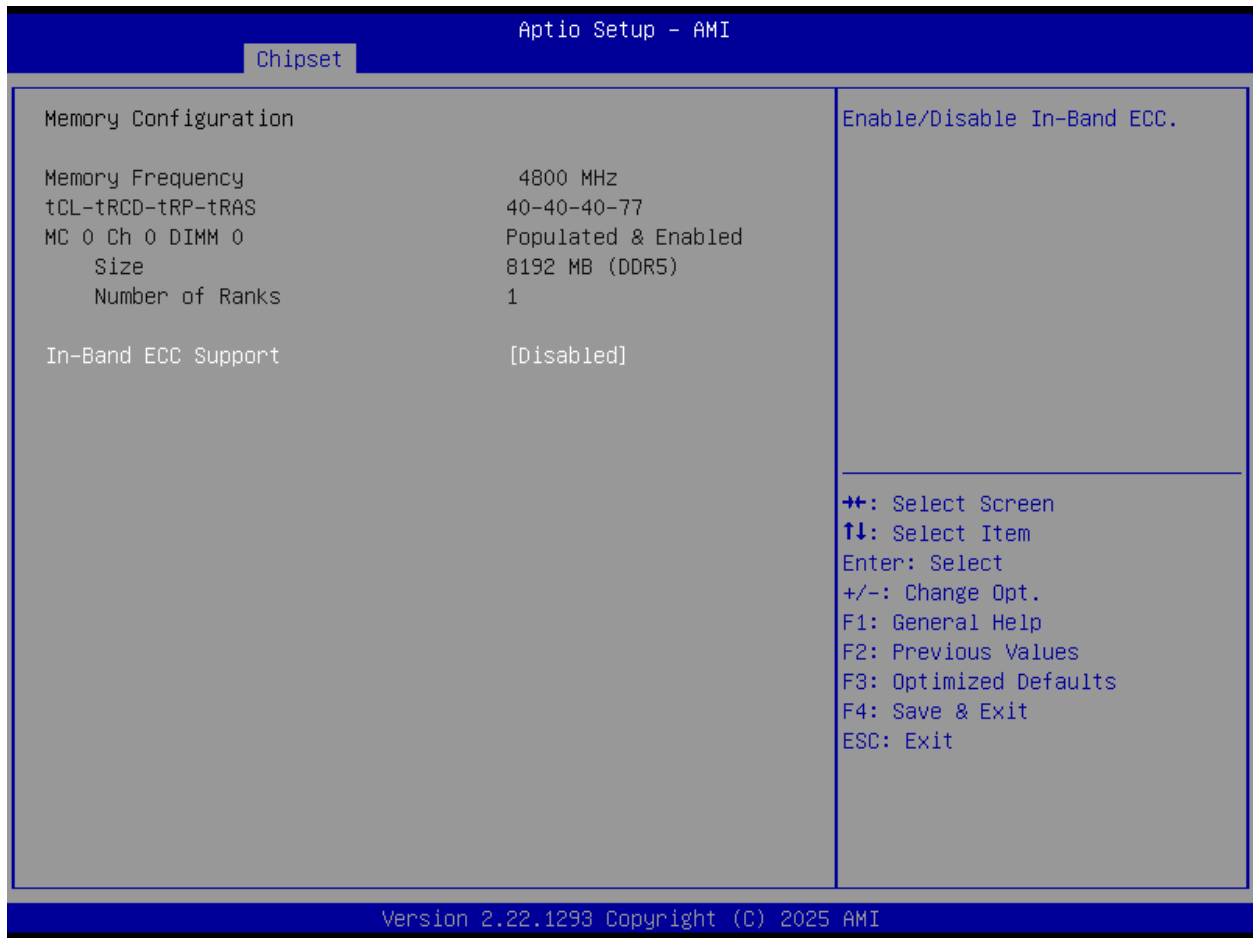 Aptio Setup – AMI
Chipset
Memory Configuration
Memory Frequency 4800 MHz
tCL-tRCD-tRP-tRAS 40-40-40-77
MC 0 Ch 0 DIMM 0 Populated & Enabled
Size 8192 MB (DDR5)
Number of Ranks 1
In-Band ECC Support [Disabled]
Enable/Disable In-Band ECC.
→←: Select Screen
↑↓: Select Item
Enter: Select
+/-: Change Opt.
F1: General Help
F2: Previous Values
F3: Optimized Defaults
F4: Save & Exit
ESC: Exit
Version 2.22.1293 Copyright (C) 2025 AMI